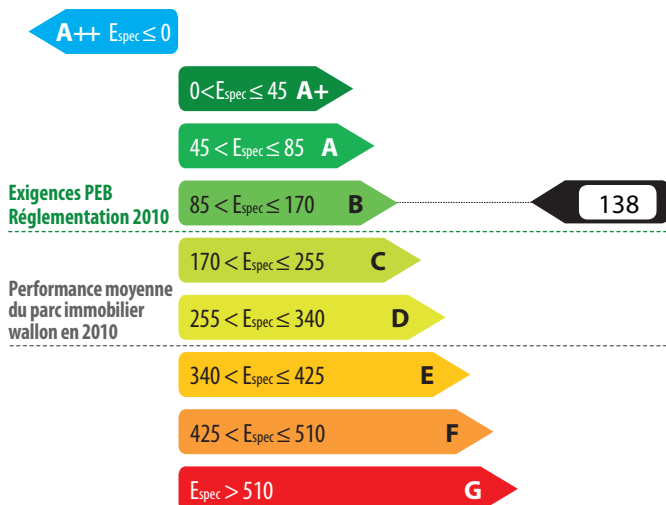 A++ Espec ≤ 0
0<Espec ≤ 45 A+
45 < Espec ≤ 85 A
Exigences PEB
Réglementation 2010
85 < Espec ≤ 170 B
138
170 < Espec ≤ 255 C
Performance moyenne
du parc immobilier
wallon en 2010
255 < Espec ≤ 340 D
340 < Espec ≤ 425 E
425 < Espec ≤ 510 F
Espec > 510 G